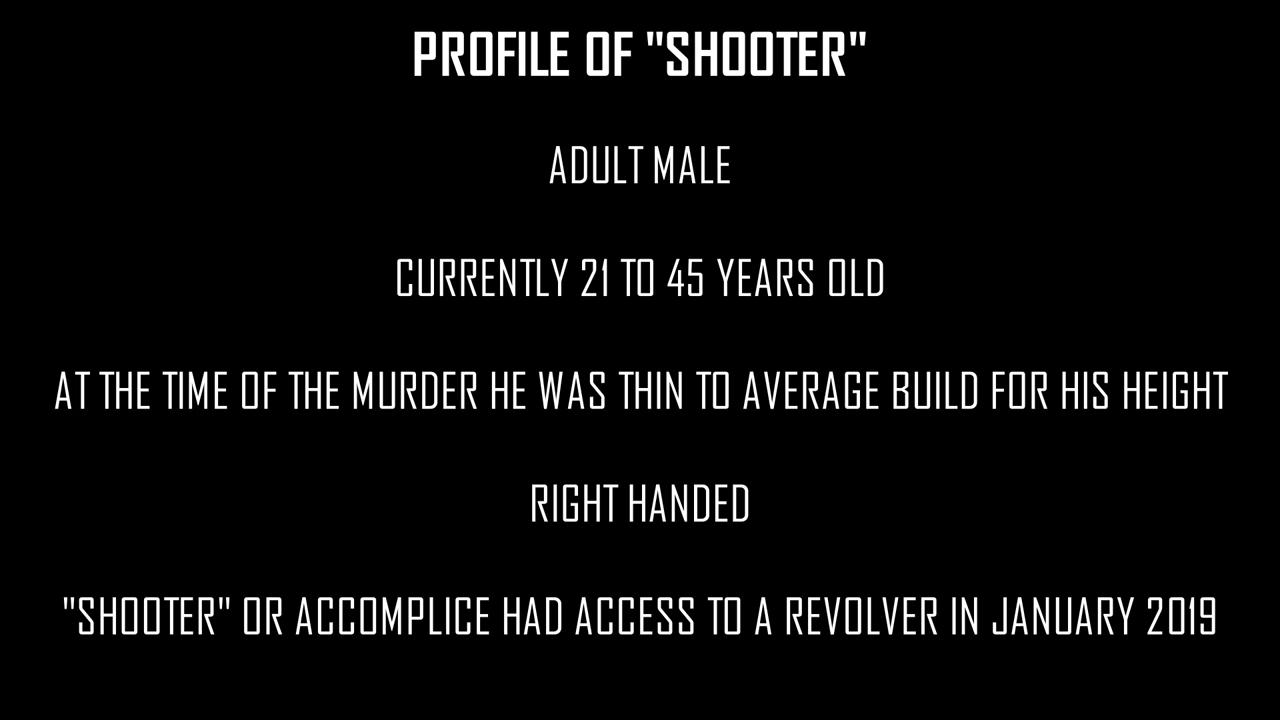 PROFILE OF "SHOOTER"
ADULT MALE
CURRENTLY 21 TO 45 YEARS OLD
AT THE TIME OF THE MURDER HE WAS THIN TO AVERAGE BUILD FOR HIS HEIGHT
RIGHT HANDED
"SHOOTER" OR ACCOMPLICE HAD ACCESS TO A REVOLVER IN JANUARY 2019